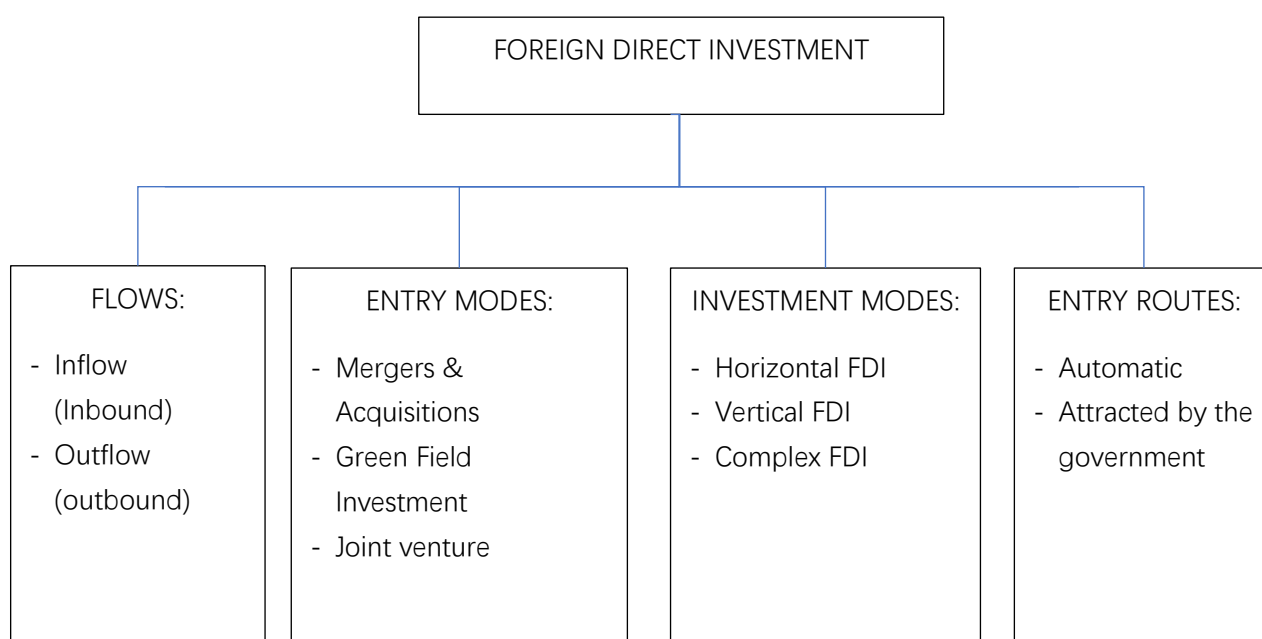 FOREIGN DIRECT INVESTMENT
FLOWS:
- Inflow
(Inbound)
- Outflow
(outbound)
ENTRY MODES:
- Mergers &
Acquisitions
- Green Field
Investment
- Joint venture
INVESTMENT MODES:
- Horizontal FDI
- Vertical FDI
- Complex FDI
ENTRY ROUTES:
- Automatic
- Attracted by the
government